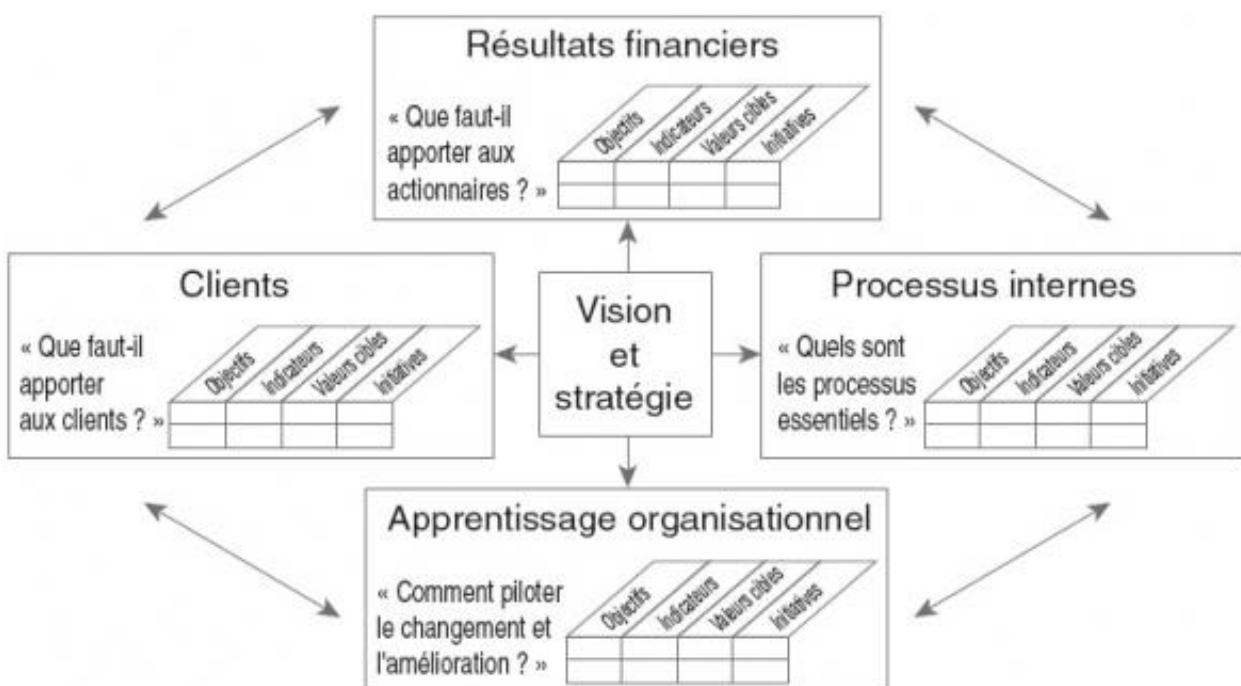 Résultats financiers
« Que faut-il
apporter aux
actionnaires ? »
Objectifs
Indicateurs
Valeurs cibles
Initiatives
Clients
« Que faut-il
apporter
aux clients ? »
Objectifs
Indicateurs
Valeurs cibles
Initiatives
Vision
et
stratégie
Processus internes
« Quels sont
les processus
essentiels ? »
Objectifs
Indicateurs
Valeurs cibles
Initiatives
Apprentissage organisationnel
« Comment piloter
le changement et
l'amélioration ? »
Objectifs
Indicateurs
Valeurs cibles
Initiatives